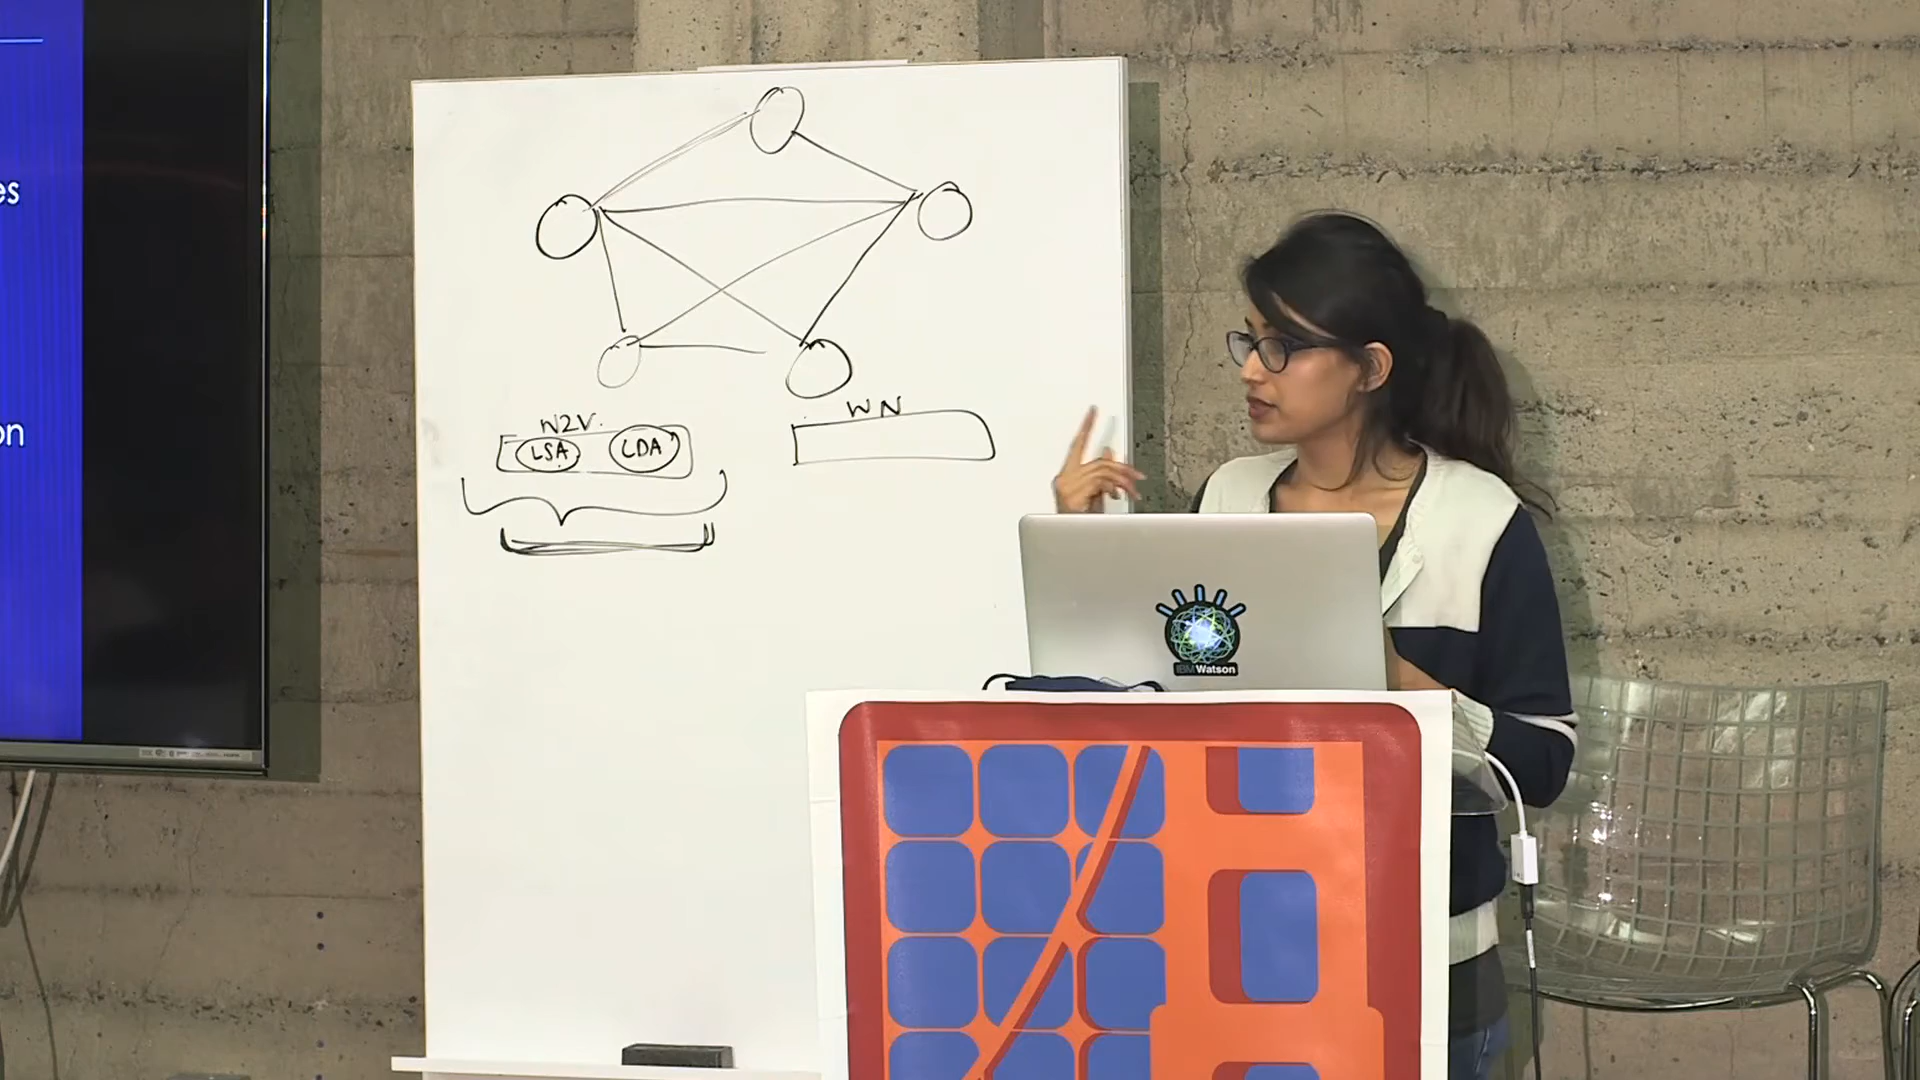 es
on
W2V.
LSA
LDA
WN
IBM Watson